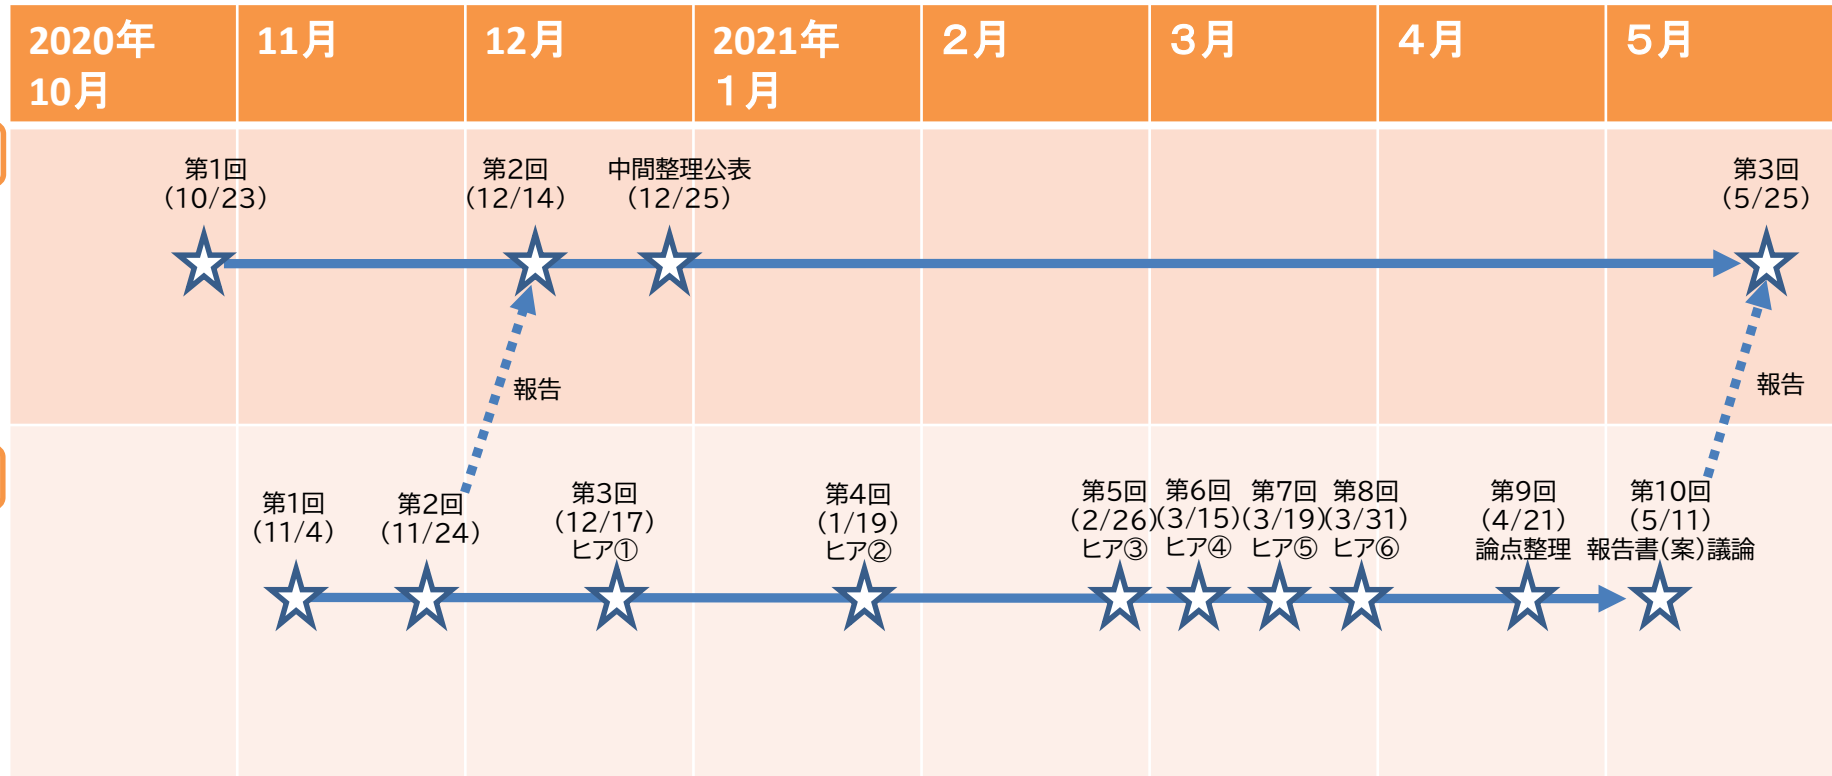 2020年
10月
11月
12月
2021年
１月
２月
３月
４月
５月
第1回
(10/23)
第2回
(12/14)
中間整理公表
(12/25)
第3回
(5/25)
報告
報告
第1回
(11/4)
第2回
(11/24)
第3回
(12/17)
ヒア①
第4回
(1/19)
ヒア②
第5回
(2/26)
ヒア③
第6回
(3/15)
ヒア④
第7回
(3/19)
ヒア⑤
第8回
(3/31)
ヒア⑥
第9回
(4/21)
論点整理
第10回
(5/11)
報告書(案)議論